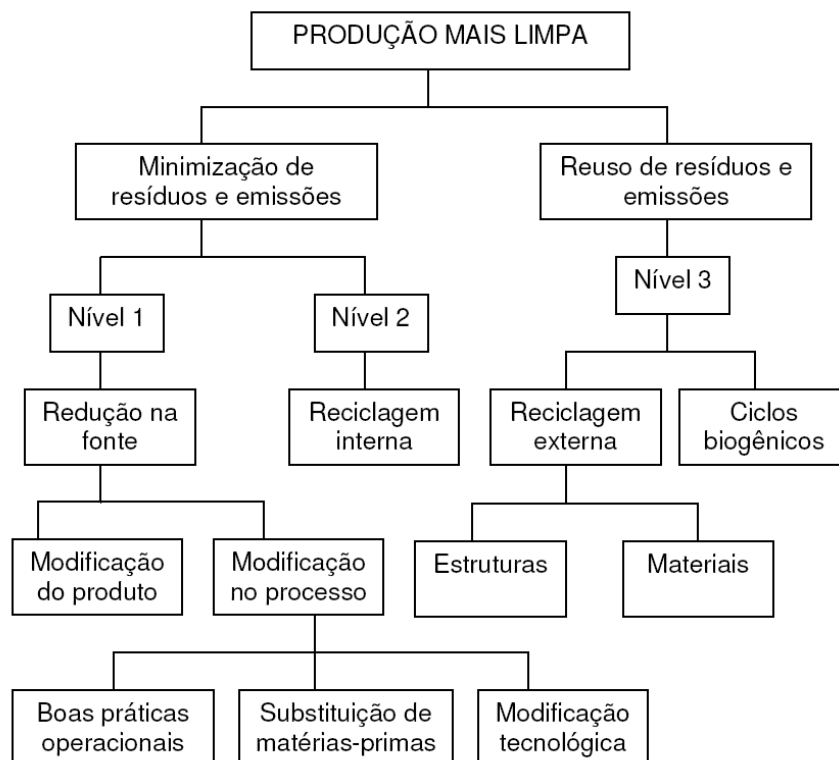 PRODUÇÃO MAIS LIMPA
Minimização de
resíduos e emissões
Reuso de resíduos e
emissões
Nível 1
Nível 2
Nível 3
Redução na
fonte
Reciclagem
interna
Reciclagem
externa
Ciclos
biogênicos
Modificação
do produto
Modificação
no processo
Estruturas
Materiais
Boas práticas
operacionais
Substituição de
matérias-primas
Modificação
tecnológica